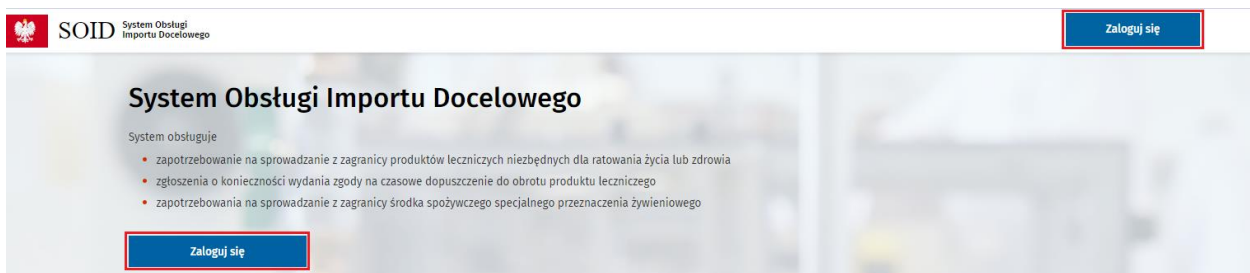 SOID System Obsługi
Importu Docelowego
Zaloguj się
System Obsługi Importu Docelowego
System obsługuje
• zapotrzebowanie na sprowadzanie z zagranicy produktów leczniczych niezbędnych dla ratowania życia lub zdrowia
• zgłoszenia o konieczności wydania zgody na czasowe dopuszczenie do obrotu produktu leczniczego
• zapotrzebowania na sprowadzanie z zagranicy środka spożywczego specjalnego przeznaczenia żywieniowego
Zaloguj się